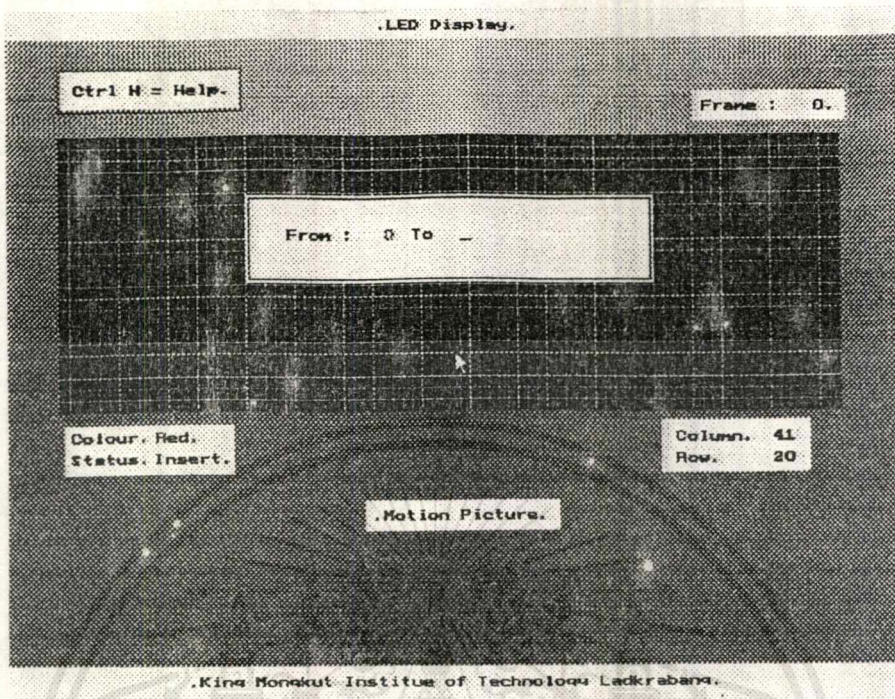 .LED Display.
Ctrl H = Help.
Frame : 0.
From : 0 To _
Colour. Red.
Status. Insert.
Column. 41
Row. 20
.Motion Picture.
.King Mongkut Institue of Technology Ladkrabang.